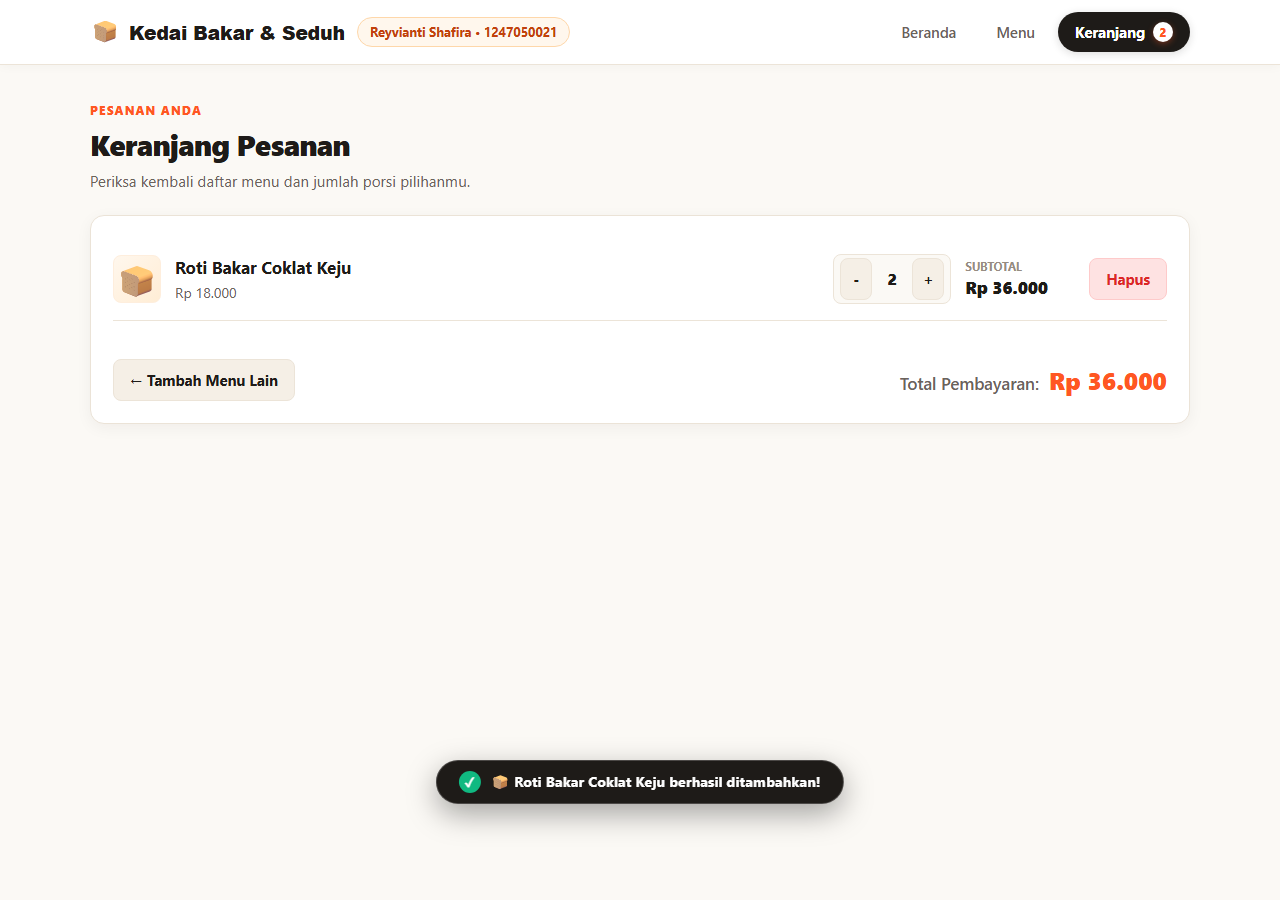 Kedai Bakar & Seduh
Reyvianti Shafira • 1247050021
Beranda
Menu
Keranjang 2
PESANAN ANDA
Keranjang Pesanan
Periksa kembali daftar menu dan jumlah porsi pilihanmu.
Roti Bakar Coklat Keju
Rp 18.000
- 2 +
SUBTOTAL
Rp 36.000
Hapus
← Tambah Menu Lain
Total Pembayaran: Rp 36.000
Roti Bakar Coklat Keju berhasil ditambahkan!